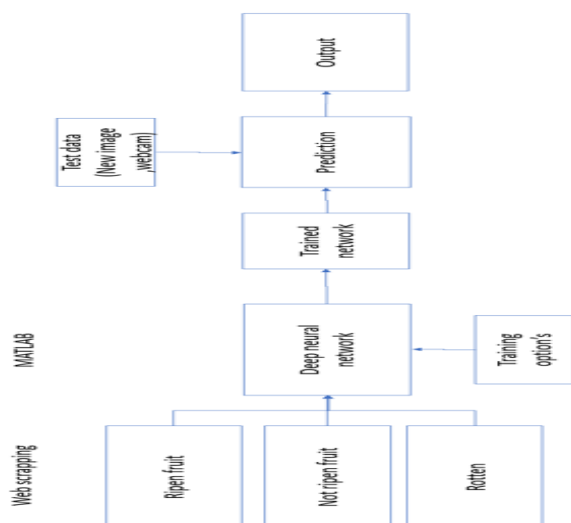 Web scrapping
MATLAB
Ripen fruit
Not ripen fruit
Rotten
Deep neural
network
Training
option's
Trained
network
Test data
(New image
,webcam)
Prediction
Output